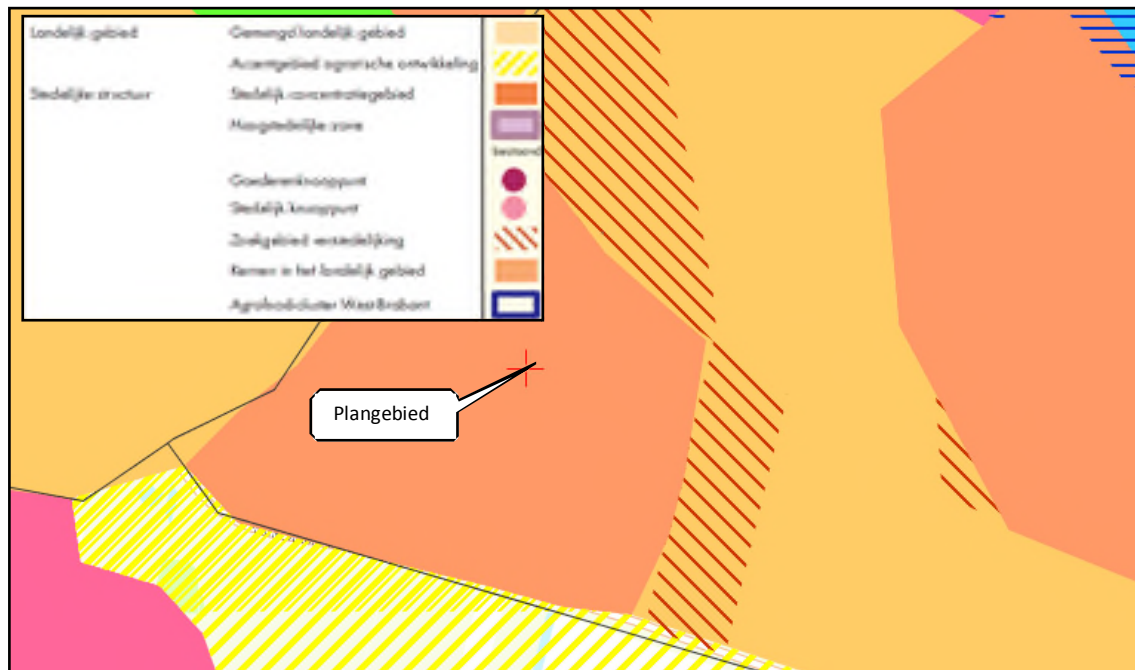 Landelijk gebied Gemengd landelijk gebied
Accentgebied agrarische ontwikkeling
Stedelijke structuur Stedelijk concentratiegebied
Hoogstedelijke zone
bestaand
Goederenknooppunt
Stedelijk knooppunt
Zoekgebied verstedelijking
Kernen in het landelijk gebied
Agrofoodcluster West-Brabant
Plangebied